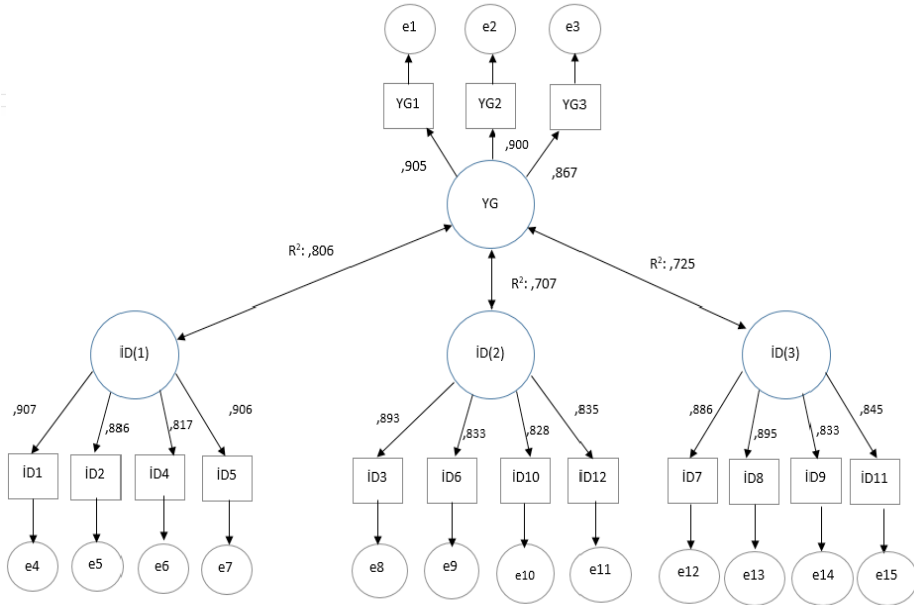 e1 e2 e3
YG1 YG2 YG3
,905 ,900 ,867
YG
R²: ,806 R²: ,707 R²: ,725
İD(1) İD(2) İD(3)
,907 ,886 ,817 ,906 ,893 ,833 ,828 ,835 ,886 ,895 ,833 ,845
İD1 İD2 İD4 İD5 İD3 İD6 İD10 İD12 İD7 İD8 İD9 İD11
e4 e5 e6 e7 e8 e9 e10 e11 e12 e13 e14 e15